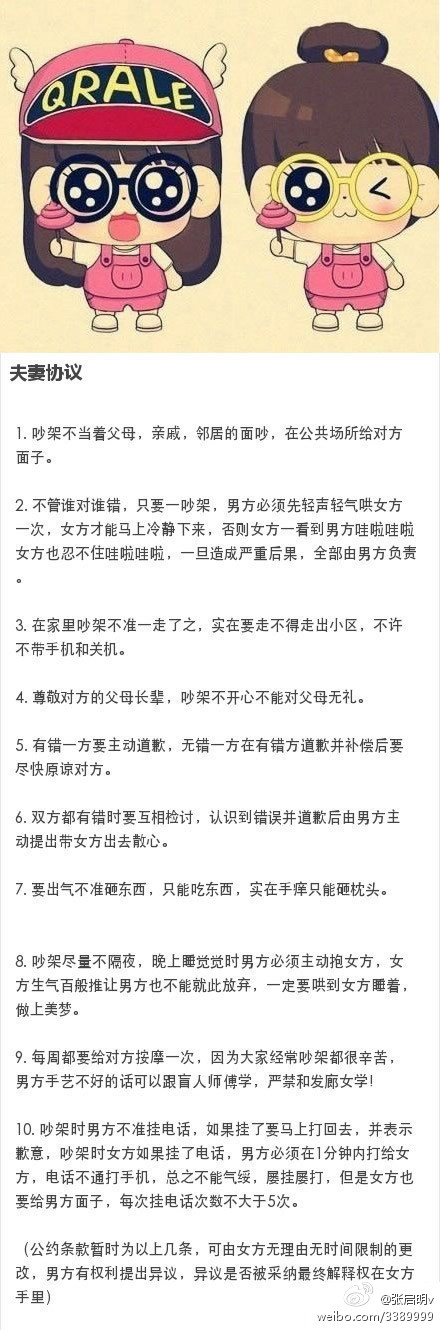 QRALE
夫妻协议
1. 吵架不当着父母，亲戚，邻居的面吵，在公共场所给对方
面子。
2. 不管谁对谁错，只要一吵架，男方必须先轻声轻气哄女方
一次，女方才能马上冷静下来，否则女方一看到男方哇啦哇啦
女方也忍不住哇啦哇啦，一旦造成严重后果，全部由男方负责
。
3. 在家里吵架不准一走了之，实在要走不得走出小区，不许
不带手机和关机。
4. 尊敬对方的父母长辈，吵架不开心不能对父母无礼。
5. 有错一方要主动道歉，无错一方在有错方道歉并补偿后要
尽快原谅对方。
6. 双方都有错时要互相检讨，认识到错误并道歉后由男方主
动提出带女方出去散心。
7. 要出气不准砸东西，只能吃东西，实在手痒只能砸枕头。
8. 吵架尽量不隔夜，晚上睡觉觉时男方必须主动抱女方，女
方生气百般推让男方也不能就此放弃，一定要哄到女方睡着，
做上美梦。
9. 每周都要给对方按摩一次，因为大家经常吵架都很辛苦，
男方手艺不好的话可以跟盲人师傅学，严禁和发廊女学!
10. 吵架时男方不准挂电话，如果挂了要马上打回去，并表示
歉意，吵架时女方如果挂了电话，男方必须在1分钟内打给女
方，电话不通打手机，总之不能气绥，屡挂屡打，但是女方也
要给男方面子，每次挂电话次数不大于5次。
（公约条款暂时为以上几条，可由女方无理由无时间限制的更
改，男方有权利提出异议，异议是否被采纳最终解释权在女方
手里）
@张启明v
weibo.com/3389999